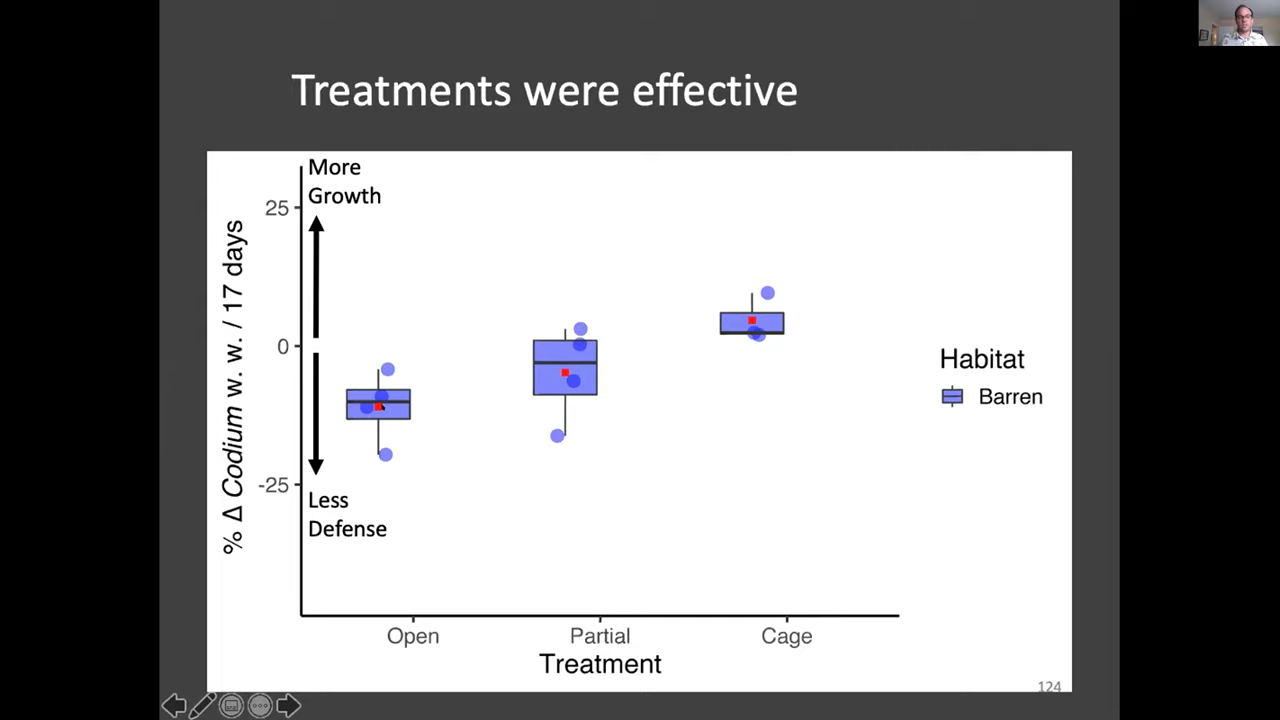 Treatments were effective
More
Growth
25
0
-25
% Δ Codium w. w. / 17 days
Less
Defense
Habitat
Barren
Open Partial Cage
Treatment
124